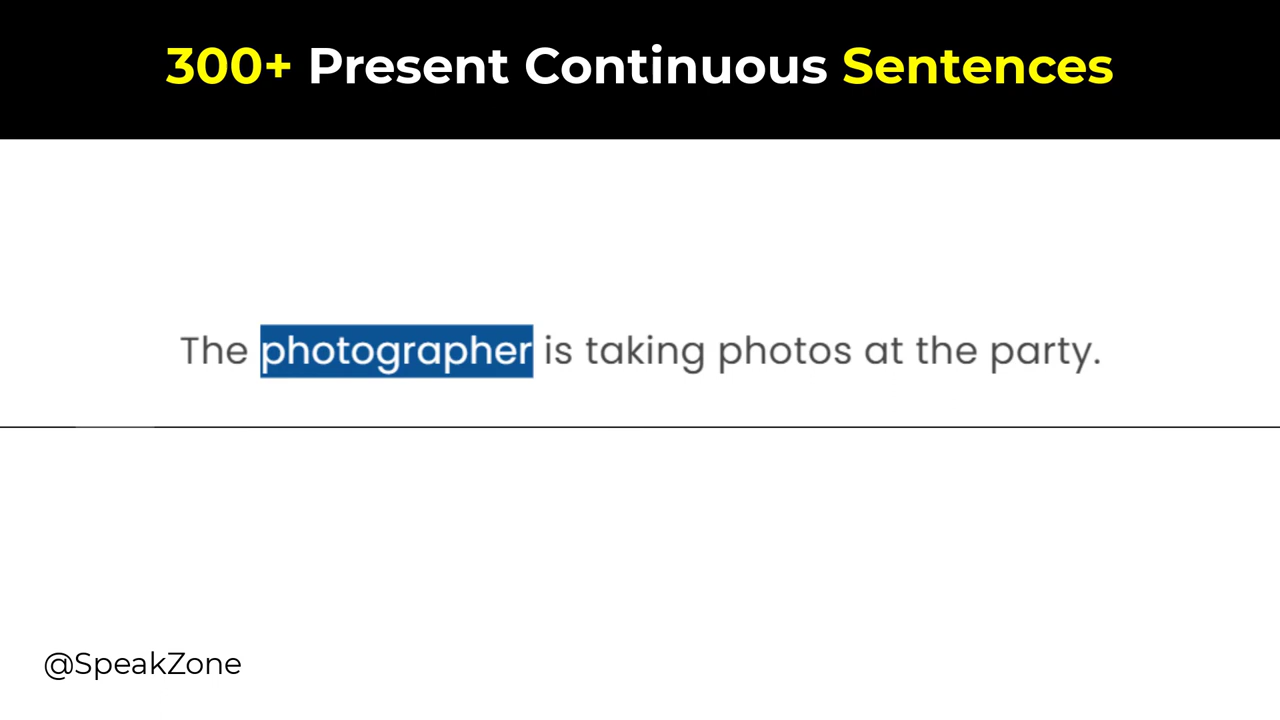 300+ Present Continuous Sentences
The photographer is taking photos at the party.
@SpeakZone